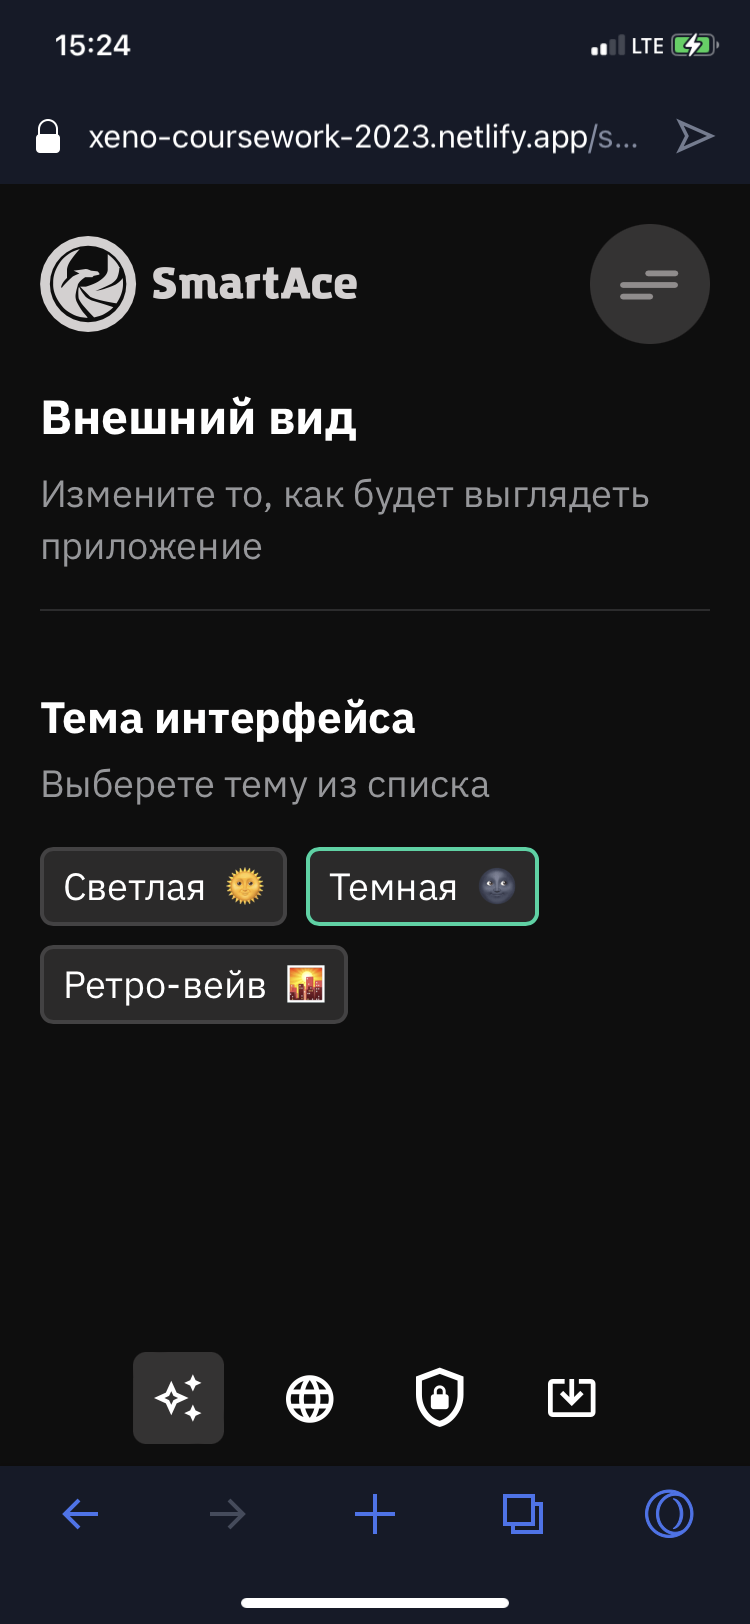 15:24
LTE
xeno-coursework-2023.netlify.app/s...
SmartAce
Внешний вид
Измените то, как будет выглядеть
приложение
Тема интерфейса
Выберете тему из списка
Светлая
Темная
Ретро-вейв